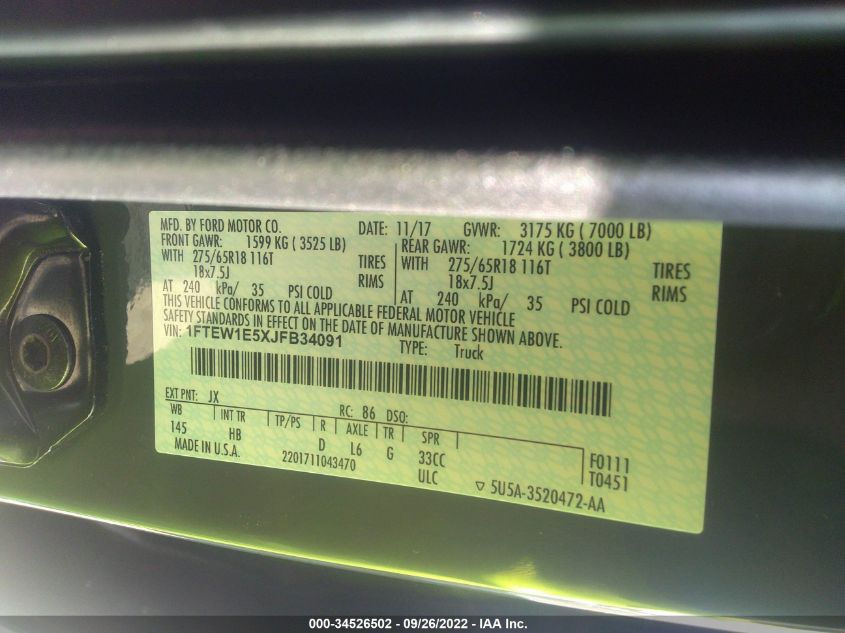 MFD. BY FORD MOTOR CO. DATE: 11/17 GVWR: 3175 KG ( 7000 LB)
FRONT GAWR: 1599 KG ( 3525 LB) REAR GAWR: 1724 KG ( 3800 LB)
WITH 275/65R18 116T TIRES WITH 275/65R18 116T TIRES
18x7.5J RIMS 18x7.5J RIMS
AT 240 kPa/ 35 PSI COLD AT 240 kPa/ 35 PSI COLD
THIS VEHICLE CONFORMS TO ALL APPLICABLE FEDERAL MOTOR VEHICLE
SAFETY STANDARDS IN EFFECT ON THE DATE OF MANUFACTURE SHOWN ABOVE.
VIN: 1FTEW1E5XJFB34091 TYPE: Truck
EXT PNT: JX RC: 86 DSO:
WB INT TR TP/PS R AXLE TR SPR
145 HB D L6 G 33CC F0111
MADE IN U.S.A. 2201711043470 ULC T0451
▽ 5U5A-3520472-AA
000-34526502 - 09/26/2022 - IAA Inc.